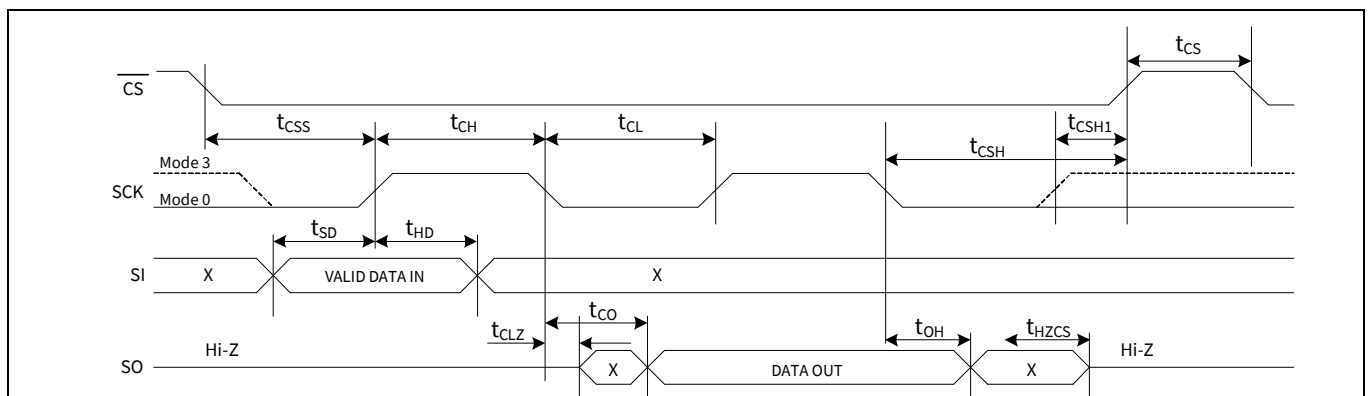 tCS
CS
tCSS
tCH
tCL
tCSH1
tCSH
Mode 3
SCK
Mode 0
tSD
tHD
SI
X
VALID DATA IN
X
tCO
tCLZ
tOH
tHZCS
Hi-Z
Hi-Z
SO
X
DATA OUT
X